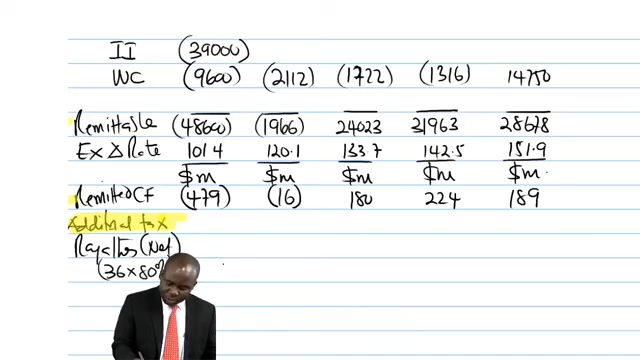 II (39000)
WC (9600) (2112) (1722) (1316) 14750
Remittable (48600) (1966) 24023 31963 28678
Ex Δ Rate 101.4 120.1 133.7 142.5 151.9
$m $m $m $m $m
Remitted CF (479) (16) 180 224 189
Additional tax
Royalties (Net)
(36 x 80%